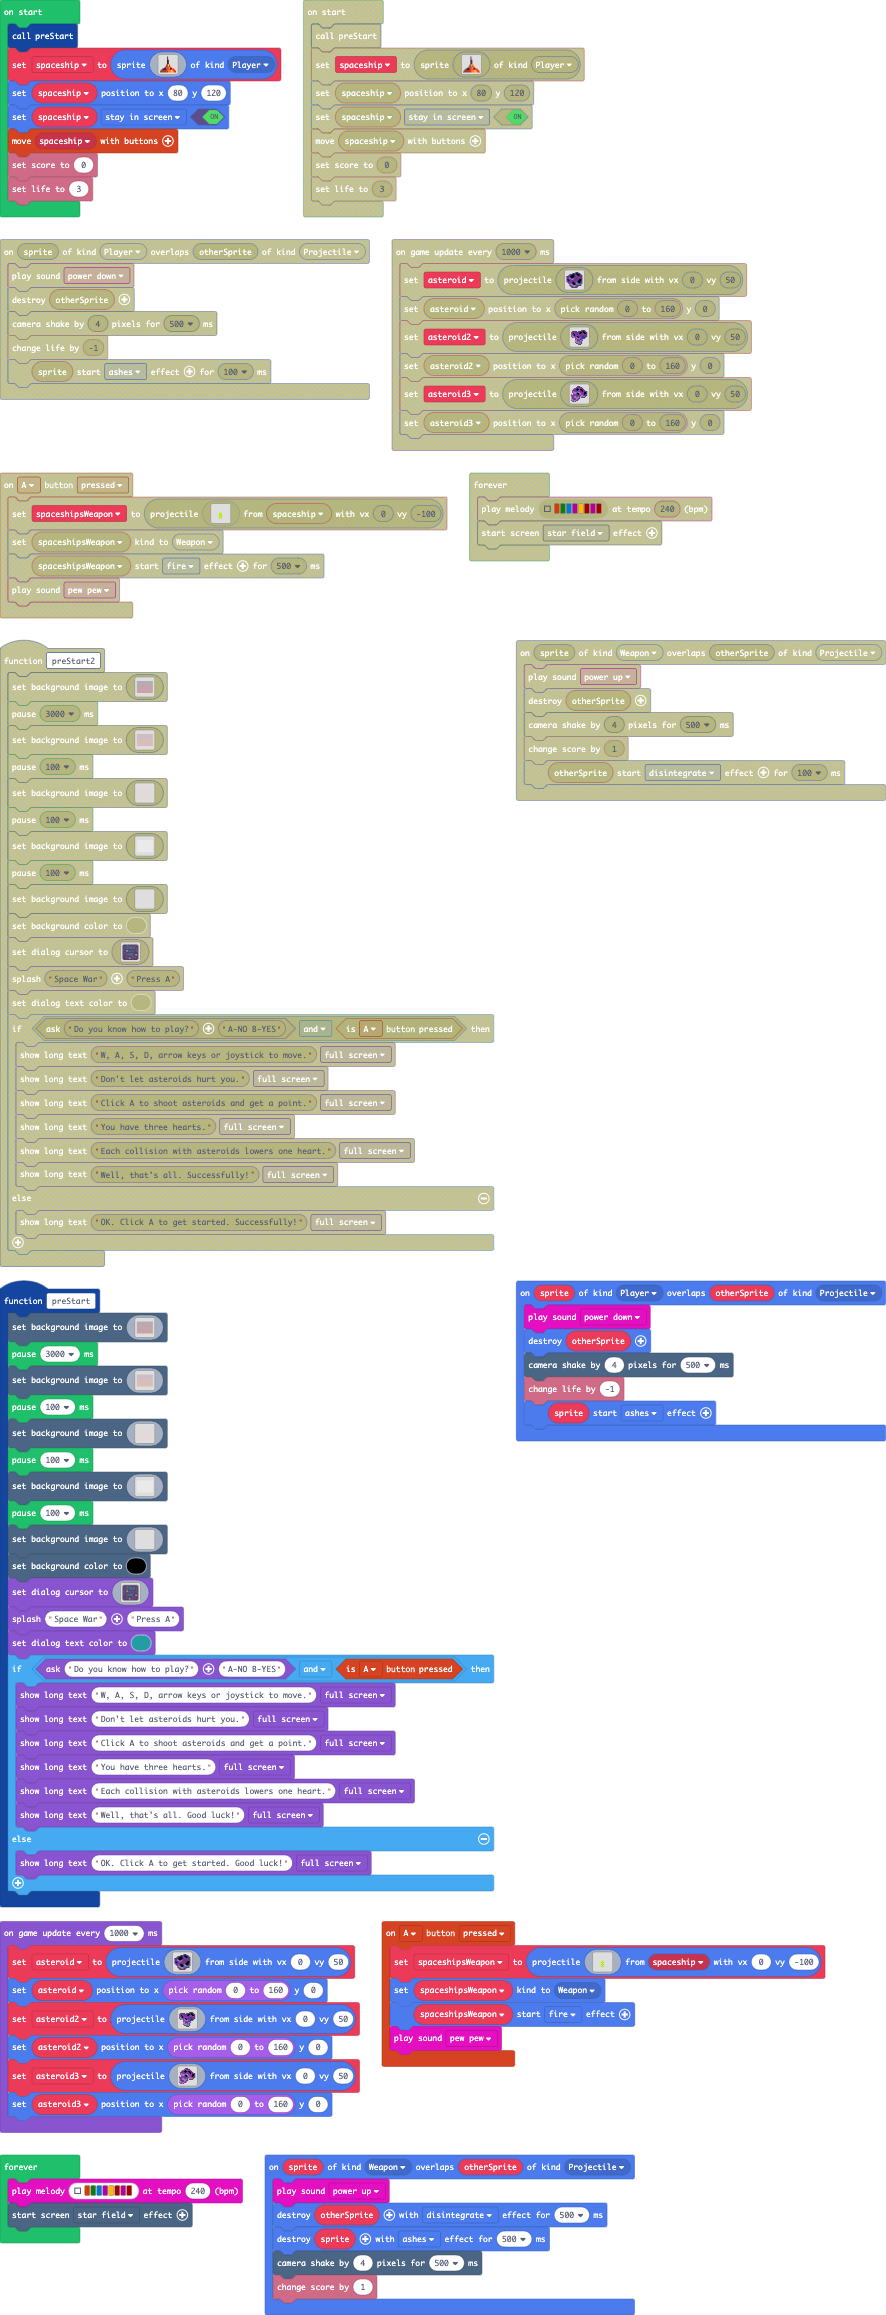 on start
call preStart
set spaceship to sprite of kind Player
set spaceship position to x 80 y 120
set spaceship stay in screen ON
move spaceship with buttons
set score to 0
set life to 3
on start
call preStart
set spaceship to sprite of kind Player
set spaceship position to x 80 y 120
set spaceship stay in screen ON
move spaceship with buttons
set score to 0
set life to 3
on sprite of kind Player overlaps otherSprite of kind Projectile
play sound power down
destroy otherSprite
camera shake by 4 pixels for 500 ms
change life by -1
sprite start ashes effect for 100 ms
on game update every 1000 ms
set asteroid to projectile from side with vx 0 vy 50
set asteroid position to x pick random 0 to 160 y 0
set asteroid2 to projectile from side with vx 0 vy 50
set asteroid2 position to x pick random 0 to 160 y 0
set asteroid3 to projectile from side with vx 0 vy 50
set asteroid3 position to x pick random 0 to 160 y 0
on A button pressed
set spaceshipsWeapon to projectile from spaceship with vx 0 vy -100
set spaceshipsWeapon kind to Weapon
spaceshipsWeapon start fire effect for 500 ms
play sound pew pew
forever
play melody at tempo 240 (bpm)
start screen star field effect
function preStart2
set background image to
pause 3000 ms
set background image to
pause 100 ms
set background image to
pause 100 ms
set background image to
pause 100 ms
set background image to
set background color to
set dialog cursor to
splash "Space War" "Press A"
set dialog text color to
if ask "Do you know how to play?" "A-NO B-YES" and is A button pressed then
show long text "W, A, S, D, arrow keys or joystick to move." full screen
show long text "Don't let asteroids hurt you." full screen
show long text "Click A to shoot asteroids and get a point." full screen
show long text "You have three hearts." full screen
show long text "Each collision with asteroids lowers one heart." full screen
show long text "Well, that's all. Successfully!" full screen
else
show long text "OK. Click A to get started. Successfully!" full screen
on sprite of kind Weapon overlaps otherSprite of kind Projectile
play sound power up
destroy otherSprite
camera shake by 4 pixels for 500 ms
change score by 1
otherSprite start disintegrate effect for 100 ms
function preStart
set background image to
pause 3000 ms
set background image to
pause 100 ms
set background image to
pause 100 ms
set background image to
pause 100 ms
set background image to
set background color to
set dialog cursor to
splash "Space War" "Press A"
set dialog text color to
if ask "Do you know how to play?" "A-NO B-YES" and is A button pressed then
show long text "W, A, S, D, arrow keys or joystick to move." full screen
show long text "Don't let asteroids hurt you." full screen
show long text "Click A to shoot asteroids and get a point." full screen
show long text "You have three hearts." full screen
show long text "Each collision with asteroids lowers one heart." full screen
show long text "Well, that's all. Good luck!" full screen
else
show long text "OK. Click A to get started. Good luck!" full screen
on sprite of kind Player overlaps otherSprite of kind Projectile
play sound power down
destroy otherSprite
camera shake by 4 pixels for 500 ms
change life by -1
sprite start ashes effect
on game update every 1000 ms
set asteroid to projectile from side with vx 0 vy 50
set asteroid position to x pick random 0 to 160 y 0
set asteroid2 to projectile from side with vx 0 vy 50
set asteroid2 position to x pick random 0 to 160 y 0
set asteroid3 to projectile from side with vx 0 vy 50
set asteroid3 position to x pick random 0 to 160 y 0
on A button pressed
set spaceshipsWeapon to projectile from spaceship with vx 0 vy -100
set spaceshipsWeapon kind to Weapon
spaceshipsWeapon start fire effect
play sound pew pew
forever
play melody at tempo 240 (bpm)
start screen star field effect
on sprite of kind Weapon overlaps otherSprite of kind Projectile
play sound power up
destroy otherSprite with disintegrate effect for 500 ms
destroy sprite with ashes effect for 500 ms
camera shake by 4 pixels for 500 ms
change score by 1